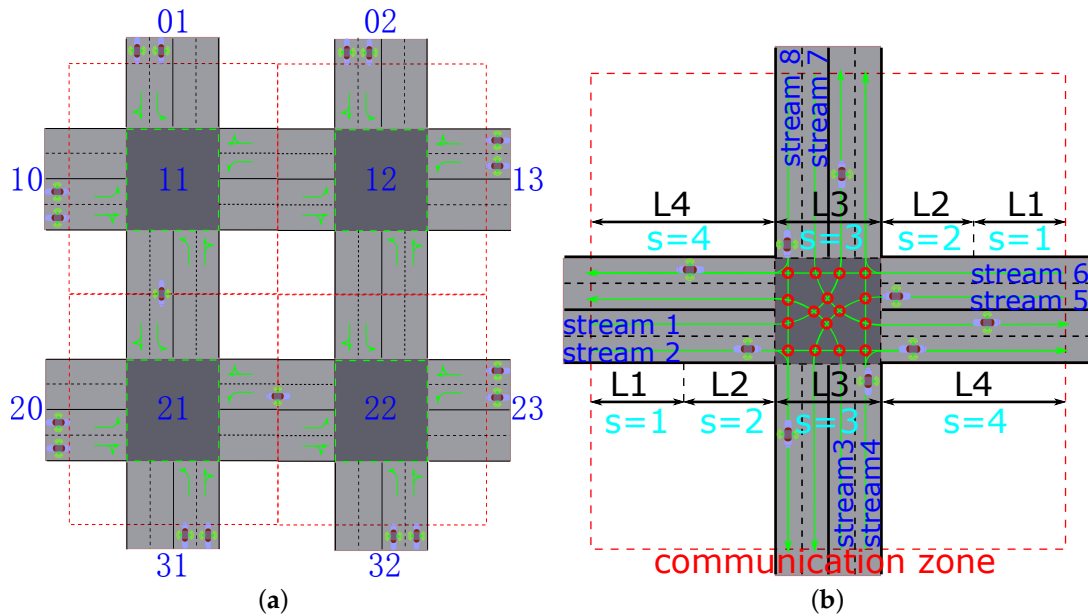 01 02
10 11 12 13
20 21 22 23
31 32
(a)
stream 8
stream 7
L4 L3 L2 L1
s=4 s=3 s=2 s=1
stream 6
stream 5
stream 1
stream 2
L1 L2 L3 L4
s=1 s=2 s=3 s=4
stream3
stream4
communication zone
(b)